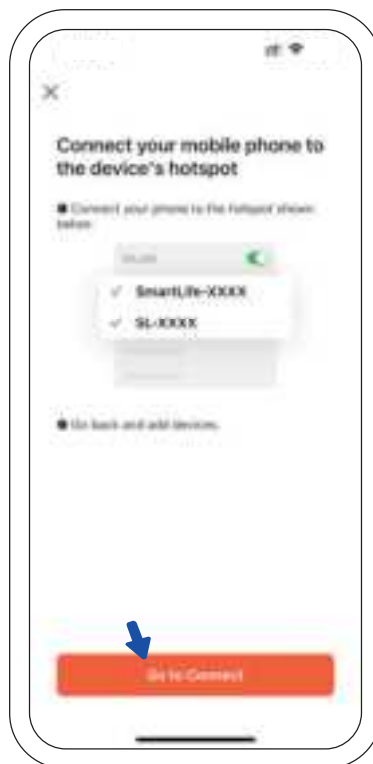 Connect your mobile phone to
the device's hotspot
Connect your phone to the hotspot shown
below
WLAN
SmartLife-XXXX
SL-XXXX
Go back and add devices.
Go to Connect